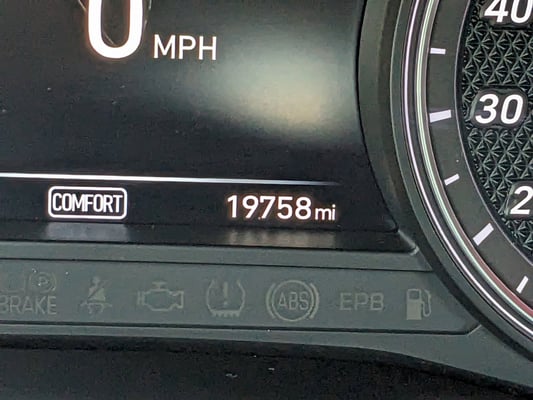 0 MPH
40
30
2
COMFORT
19758 mi
BRAKE
ABS
EPB